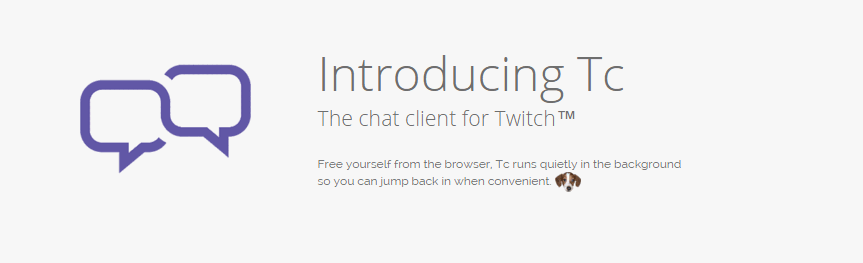 Introducing Tc
The chat client for Twitch™
Free yourself from the browser, Tc runs quietly in the background
so you can jump back in when convenient.